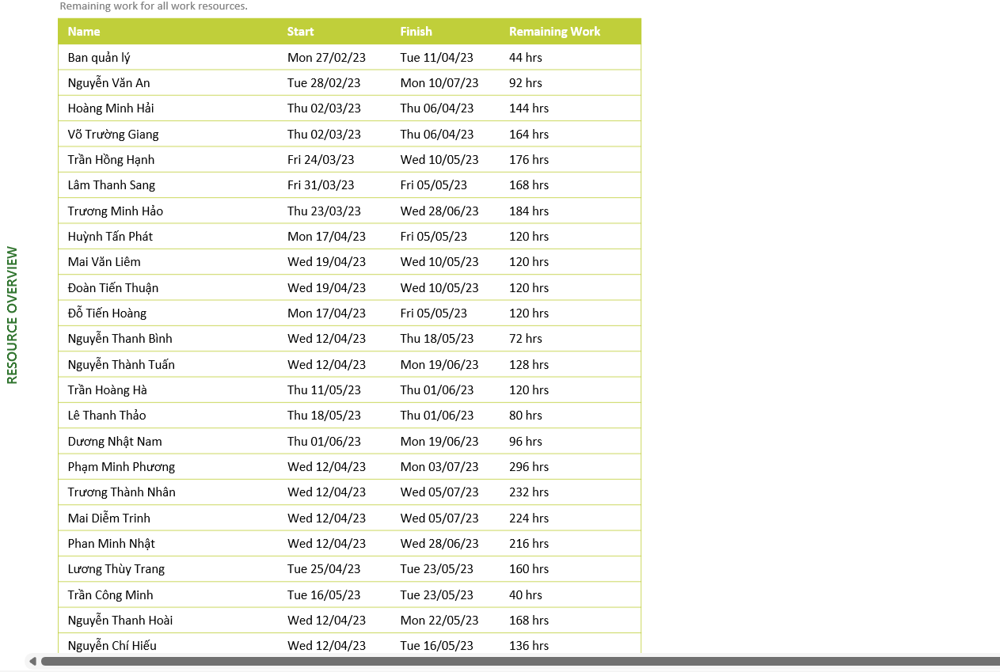 Remaining work for all work resources.
Name Start Finish Remaining Work
Ban quản lý Mon 27/02/23 Tue 11/04/23 44 hrs
Nguyễn Văn An Tue 28/02/23 Mon 10/07/23 92 hrs
Hoàng Minh Hải Thu 02/03/23 Thu 06/04/23 144 hrs
Võ Trường Giang Thu 02/03/23 Thu 06/04/23 164 hrs
Trần Hồng Hạnh Fri 24/03/23 Wed 10/05/23 176 hrs
Lâm Thanh Sang Fri 31/03/23 Fri 05/05/23 168 hrs
Trương Minh Hảo Thu 23/03/23 Wed 28/06/23 184 hrs
Huỳnh Tấn Phát Mon 17/04/23 Fri 05/05/23 120 hrs
Mai Văn Liêm Wed 19/04/23 Wed 10/05/23 120 hrs
Đoàn Tiến Thuận Wed 19/04/23 Wed 10/05/23 120 hrs
Đỗ Tiến Hoàng Mon 17/04/23 Fri 05/05/23 120 hrs
Nguyễn Thanh Bình Wed 12/04/23 Thu 18/05/23 72 hrs
Nguyễn Thành Tuấn Wed 12/04/23 Mon 19/06/23 128 hrs
Trần Hoàng Hà Thu 11/05/23 Thu 01/06/23 120 hrs
Lê Thanh Thảo Thu 18/05/23 Thu 01/06/23 80 hrs
Dương Nhật Nam Thu 01/06/23 Mon 19/06/23 96 hrs
Phạm Minh Phương Wed 12/04/23 Mon 03/07/23 296 hrs
Trương Thành Nhân Wed 12/04/23 Wed 05/07/23 232 hrs
Mai Diễm Trinh Wed 12/04/23 Wed 05/07/23 224 hrs
Phan Minh Nhật Wed 12/04/23 Wed 28/06/23 216 hrs
Lương Thùy Trang Tue 25/04/23 Tue 23/05/23 160 hrs
Trần Công Minh Tue 16/05/23 Tue 23/05/23 40 hrs
Nguyễn Thanh Hoài Wed 12/04/23 Mon 22/05/23 168 hrs
Nguyễn Chí Hiếu Wed 12/04/23 Tue 16/05/23 136 hrs
RESOURCE OVERVIEW